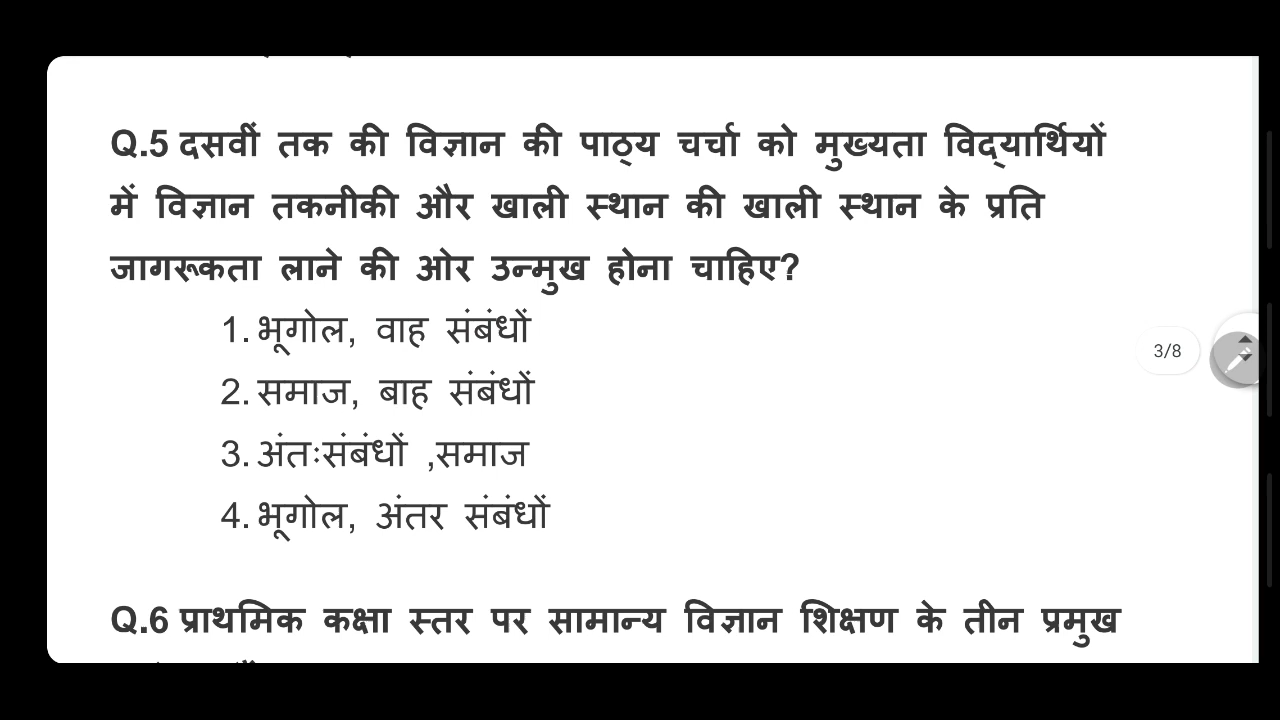 Q.5 दसवीं तक की विज्ञान की पाठ्य चर्चा को मुख्यता विद्यार्थियों
में विज्ञान तकनीकी और खाली स्थान की खाली स्थान के प्रति
जागरूकता लाने की ओर उन्मुख होना चाहिए?
1. भूगोल, वाह संबंधों
2. समाज, बाह संबंधों
3. अंतःसंबंधों ,समाज
4. भूगोल, अंतर संबंधों
3/8
Q.6 प्राथमिक कक्षा स्तर पर सामान्य विज्ञान शिक्षण के तीन प्रमुख